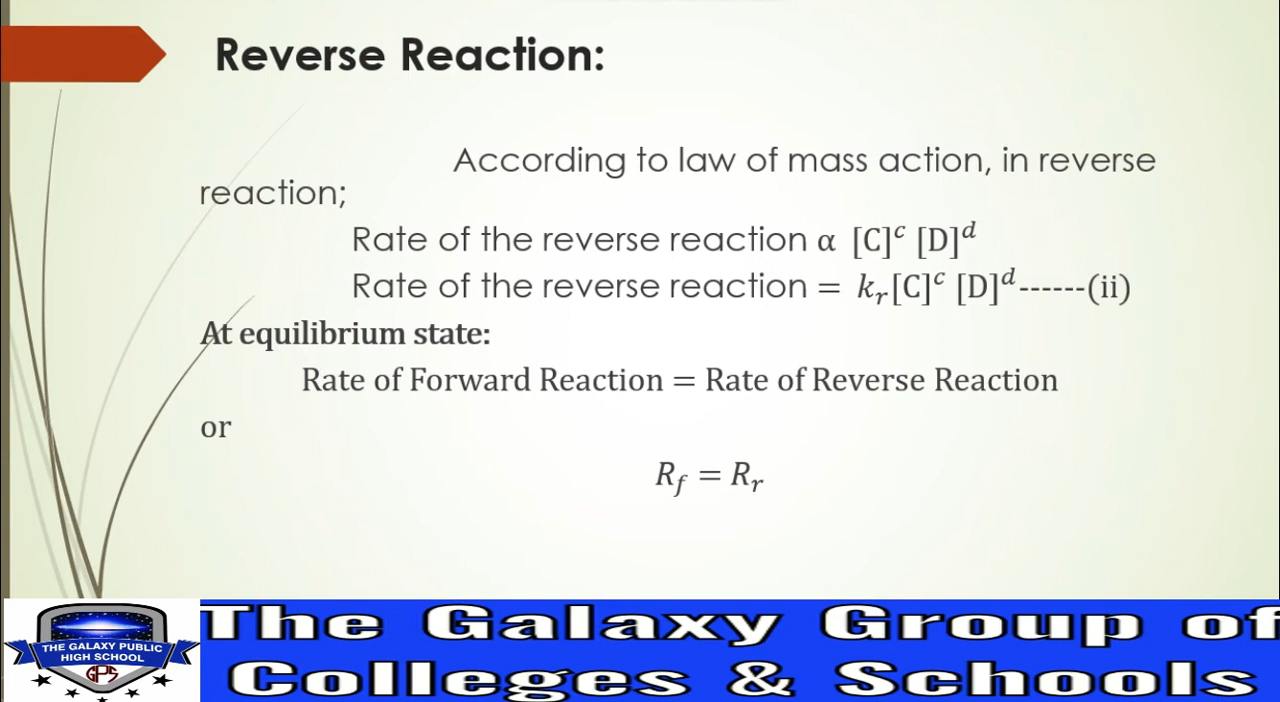 Reverse Reaction:
According to law of mass action, in reverse
reaction;
Rate of the reverse reaction α [C]ᶜ [D]ᵈ
Rate of the reverse reaction = kᵣ[C]ᶜ [D]ᵈ------(ii)
At equilibrium state:
Rate of Forward Reaction = Rate of Reverse Reaction
or
R_f = R_r
THE GALAXY PUBLIC
HIGH SCHOOL
GPS
The Galaxy Group of
Colleges & Schools